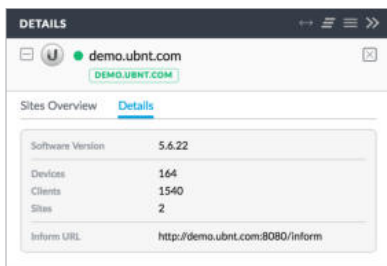 DETAILS
demo.ubnt.com
DEMO.UBNT.COM
Sites Overview Details
Software Version 5.6.22
Devices 164
Clients 1540
Sites 2
Inform URL http://demo.ubnt.com:8080/inform